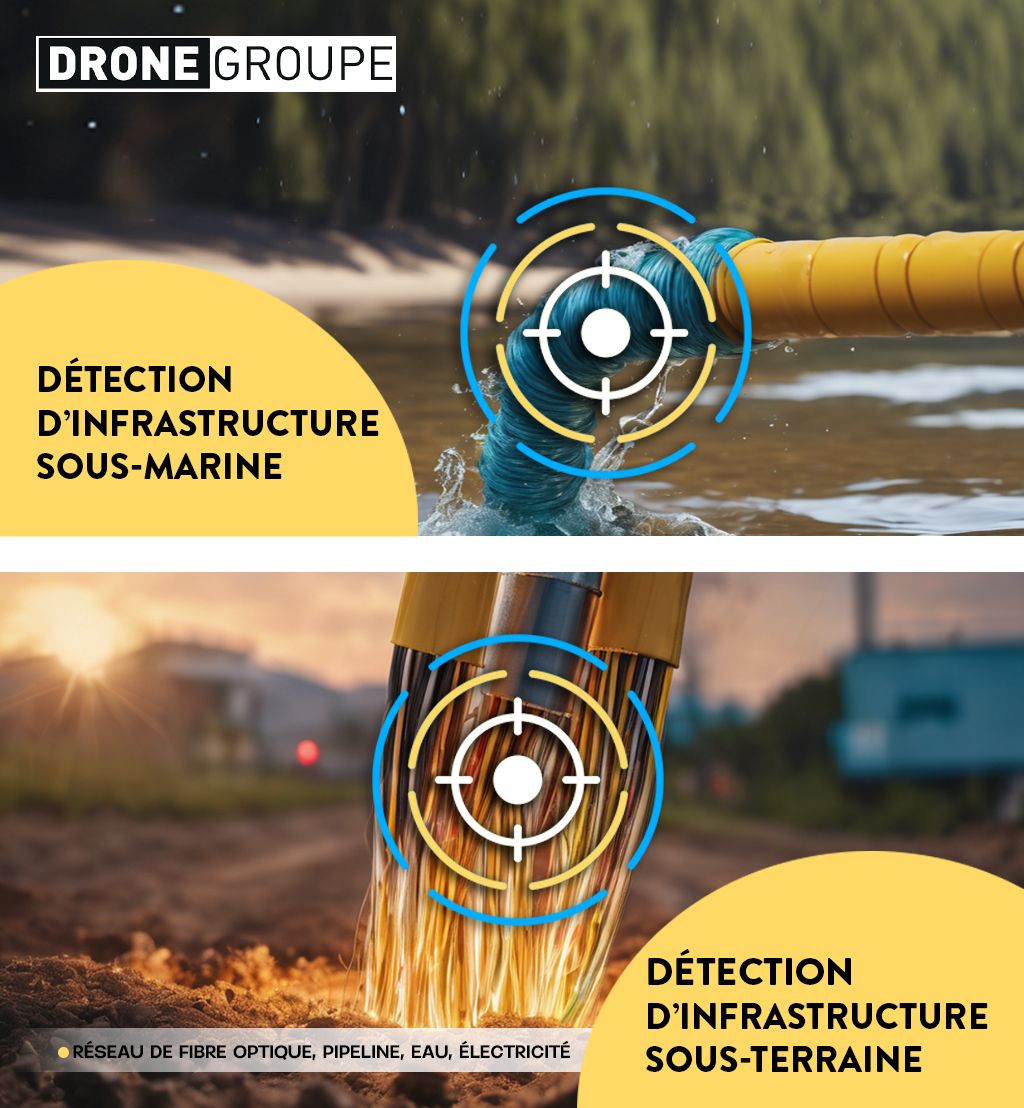 DRONE GROUPE
DÉTECTION
D'INFRASTRUCTURE
SOUS-MARINE
RÉSEAU DE FIBRE OPTIQUE, PIPELINE, EAU, ÉLECTRICITÉ
DÉTECTION
D'INFRASTRUCTURE
SOUS-TERRAINE